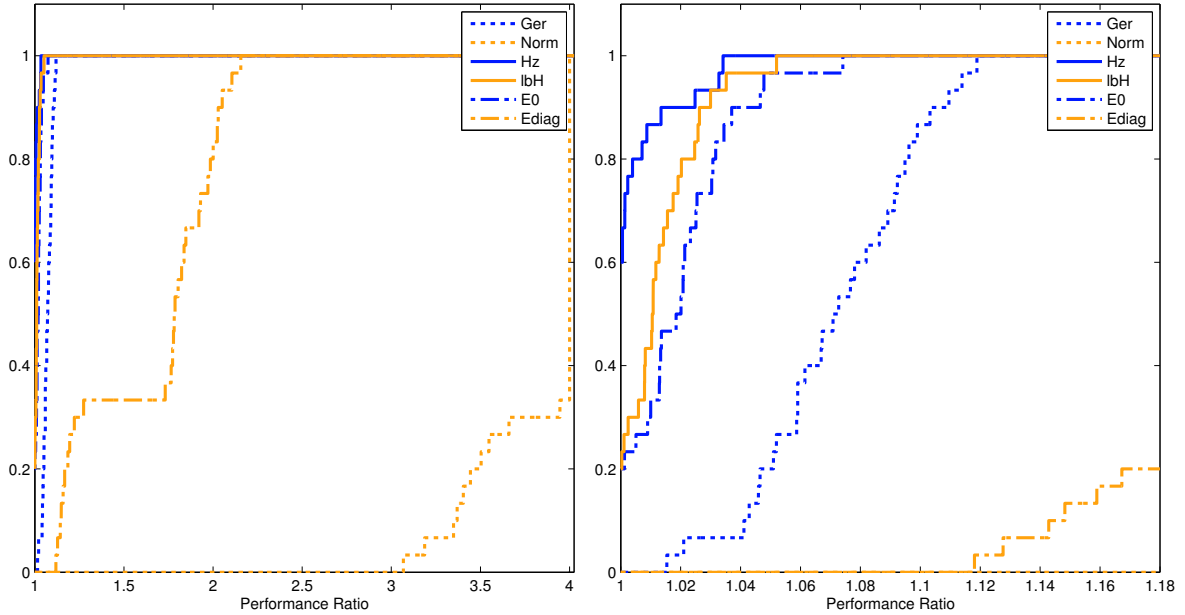 Ger
Norm
Hz
lbH
E0
Ediag
1
0.8
0.6
0.4
0.2
0
1 1.5 2 2.5 3 3.5 4
Performance Ratio
Ger
Norm
Hz
lbH
E0
Ediag
1
0.8
0.6
0.4
0.2
0
1 1.02 1.04 1.06 1.08 1.1 1.12 1.14 1.16 1.18
Performance Ratio